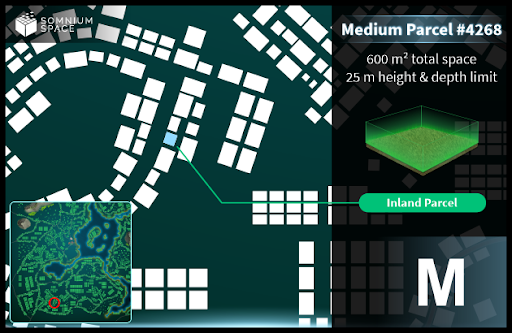 SOMNIUM
SPACE
Medium Parcel #4268
600 m² total space
25 m height & depth limit
Inland Parcel
M